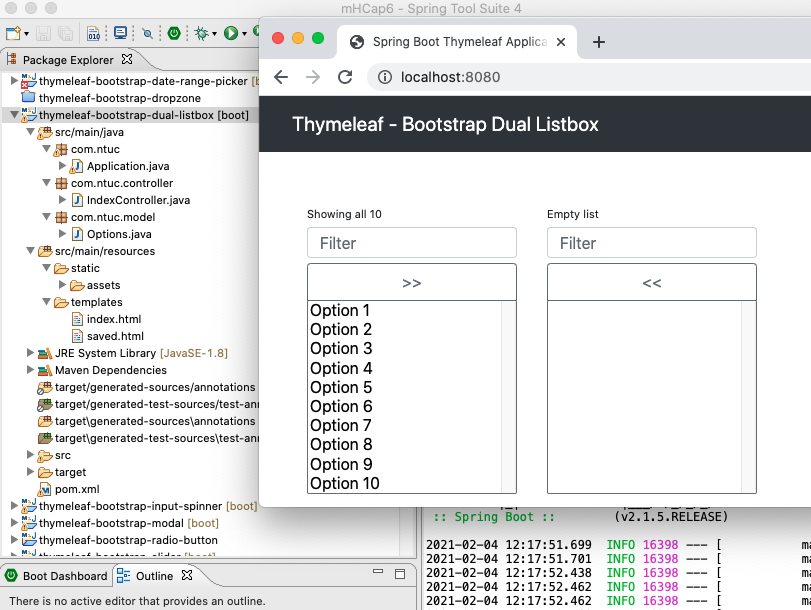 mHCap6 - Spring Tool Suite 4
Package Explorer
thymeleaf-bootstrap-date-range-picker [b
thymeleaf-bootstrap-dropzone
thymeleaf-bootstrap-dual-listbox [boot]
src/main/java
com.ntuc
Application.java
com.ntuc.controller
IndexController.java
com.ntuc.model
Options.java
src/main/resources
static
assets
templates
index.html
saved.html
JRE System Library [JavaSE-1.8]
Maven Dependencies
target/generated-sources/annotations
target/generated-test-sources/test-ann
target\generated-sources\annotations
target\generated-test-sources\test-ann
src
target
pom.xml
thymeleaf-bootstrap-input-spinner [boot]
thymeleaf-bootstrap-modal [boot]
thymeleaf-bootstrap-radio-button
Boot Dashboard
Outline
There is no active editor that provides an outline.
Spring Boot Thymeleaf Applica
localhost:8080
Thymeleaf - Bootstrap Dual Listbox
Showing all 10
Empty list
Filter
Filter
>>
<<
Option 1
Option 2
Option 3
Option 4
Option 5
Option 6
Option 7
Option 8
Option 9
Option 10
:: Spring Boot :: (v2.1.5.RELEASE)
2021-02-04 12:17:51.699 INFO 16398 --- [ ma
2021-02-04 12:17:51.701 INFO 16398 --- [ ma
2021-02-04 12:17:52.438 INFO 16398 --- [ ma
2021-02-04 12:17:52.462 INFO 16398 --- [ ma
2021-02-04 12:17:52.462 INFO 16398 --- [ ma